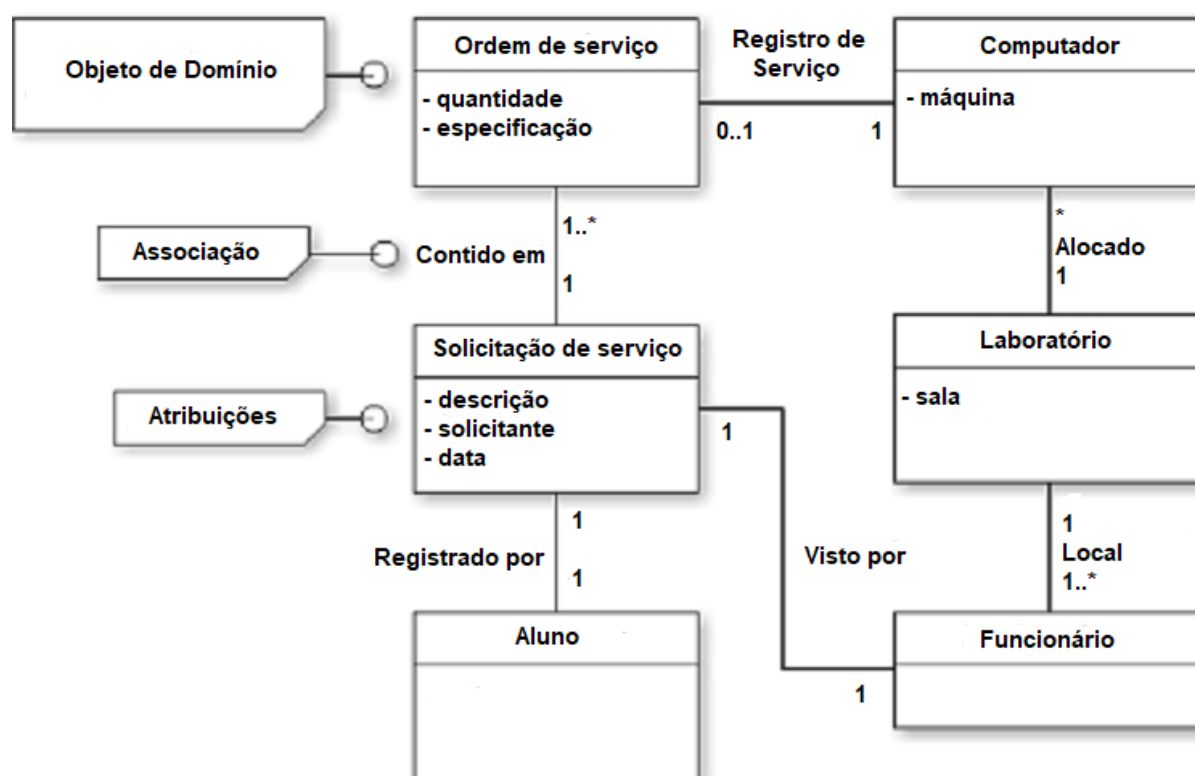 Objeto de Domínio
Ordem de serviço
- quantidade
- especificação
Registro de
Serviço
0..1
1
Computador
- máquina
Associação
1..*
Contido em
1
*
Alocado
1
Atribuições
Solicitação de serviço
- descrição
- solicitante
- data
1
Laboratório
- sala
1
Registrado por
1
Visto por
1
1
Local
1..*
Aluno
Funcionário